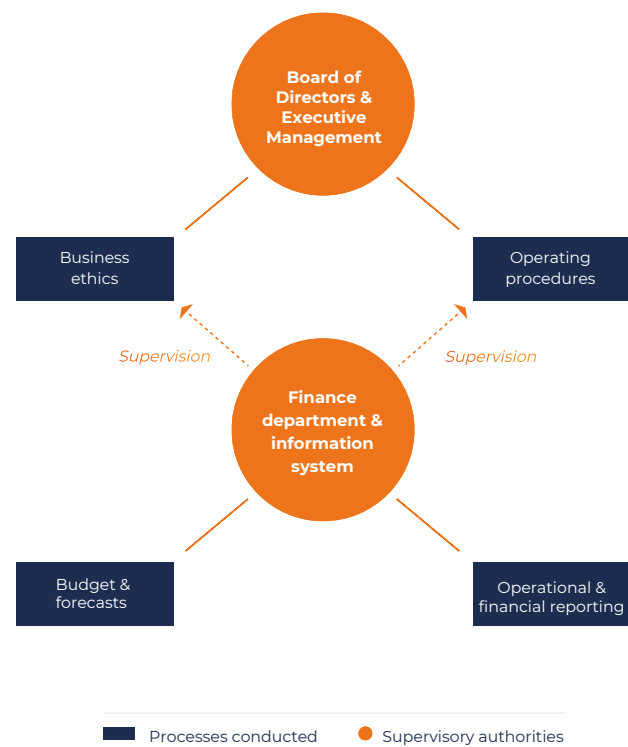 Board of
Directors &
Executive
Management
Business
ethics
Operating
procedures
Supervision
Supervision
Finance
department &
information
system
Budget &
forecasts
Operational &
financial reporting
Processes conducted
Supervisory authorities